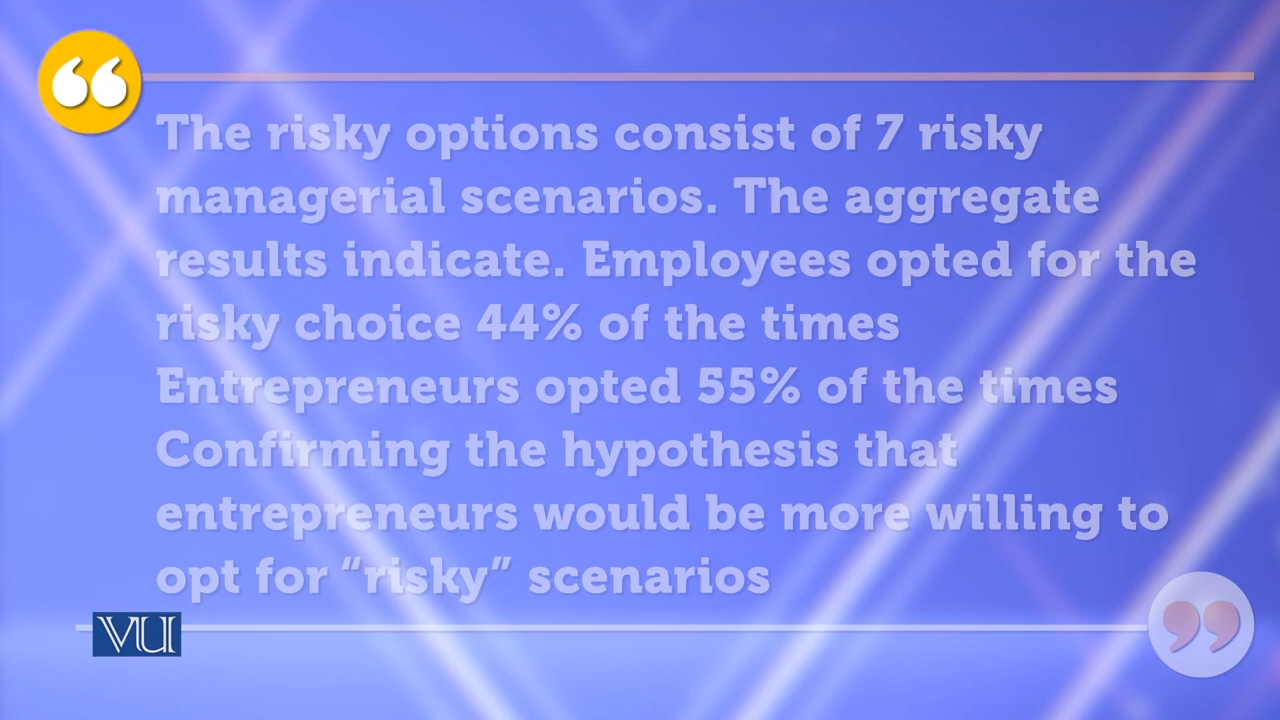 The risky options consist of 7 risky
managerial scenarios. The aggregate
results indicate. Employees opted for the
risky choice 44% of the times
Entrepreneurs opted 55% of the times
Confirming the hypothesis that
entrepreneurs would be more willing to
opt for “risky” scenarios
VU